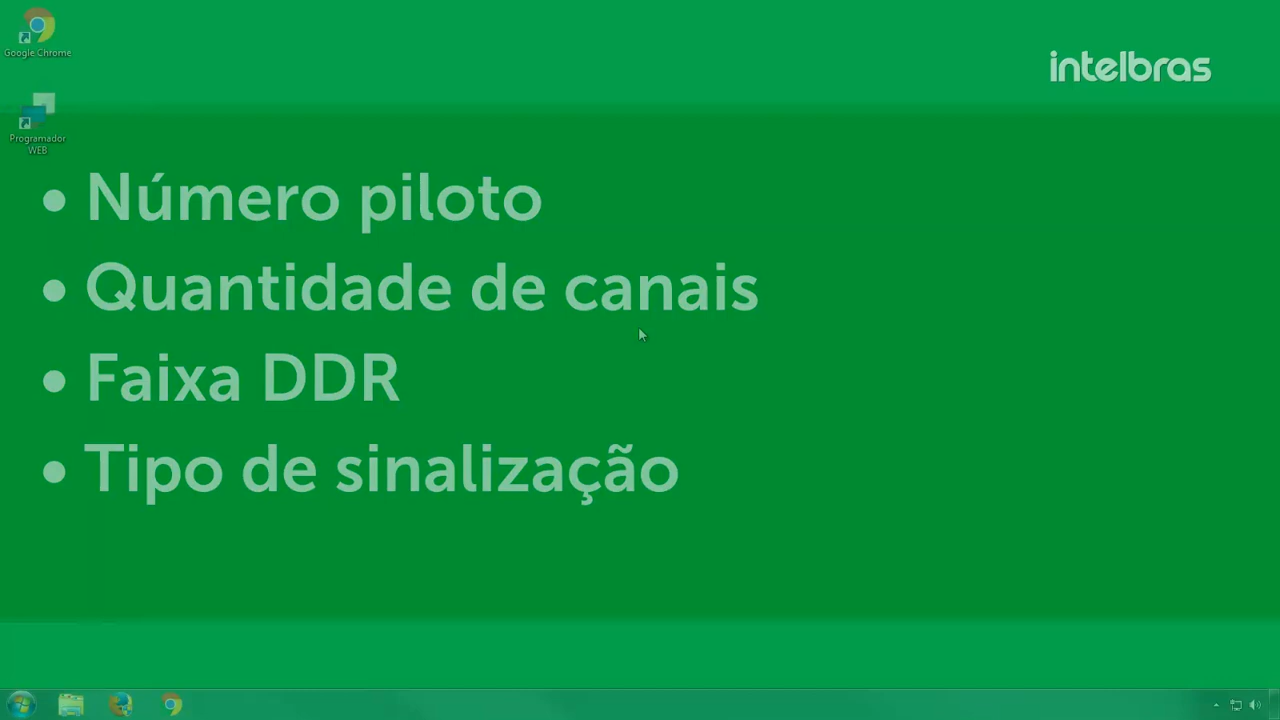 Google Chrome
intelbras
Programador
WEB
• Número piloto
• Quantidade de canais
• Faixa DDR
• Tipo de sinalização